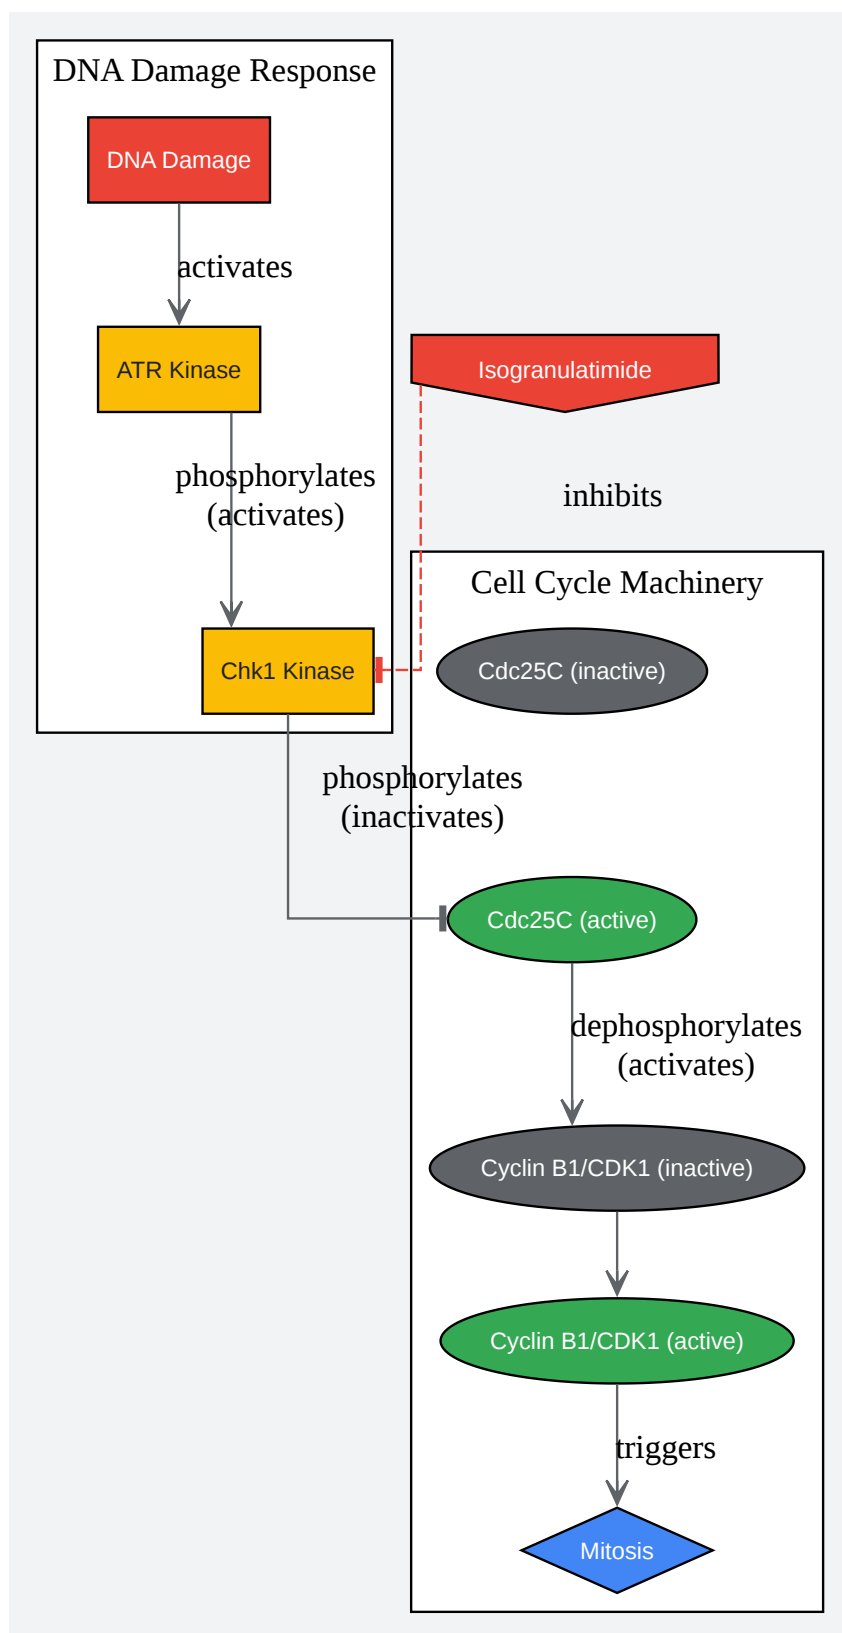 DNA Damage Response
DNA Damage
activates
ATR Kinase
Isogranulatimide
phosphorylates
(activates)
inhibits
Cell Cycle Machinery
Chk1 Kinase
Cdc25C (inactive)
phosphorylates
(inactivates)
Cdc25C (active)
dephosphorylates
(activates)
Cyclin B1/CDK1 (inactive)
Cyclin B1/CDK1 (active)
triggers
Mitosis